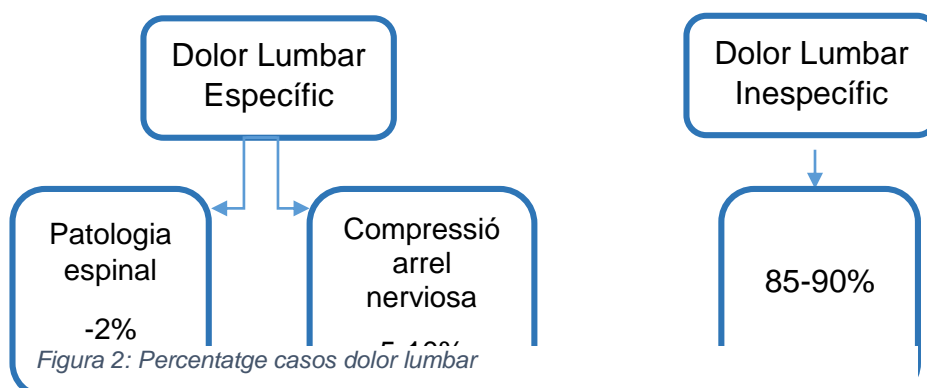 Dolor Lumbar
Específic
Dolor Lumbar
Inespecífic
Patologia
espinal
-2%
Compressió
arrel
nerviosa
85-90%
Figura 2: Percentatge casos dolor lumbar